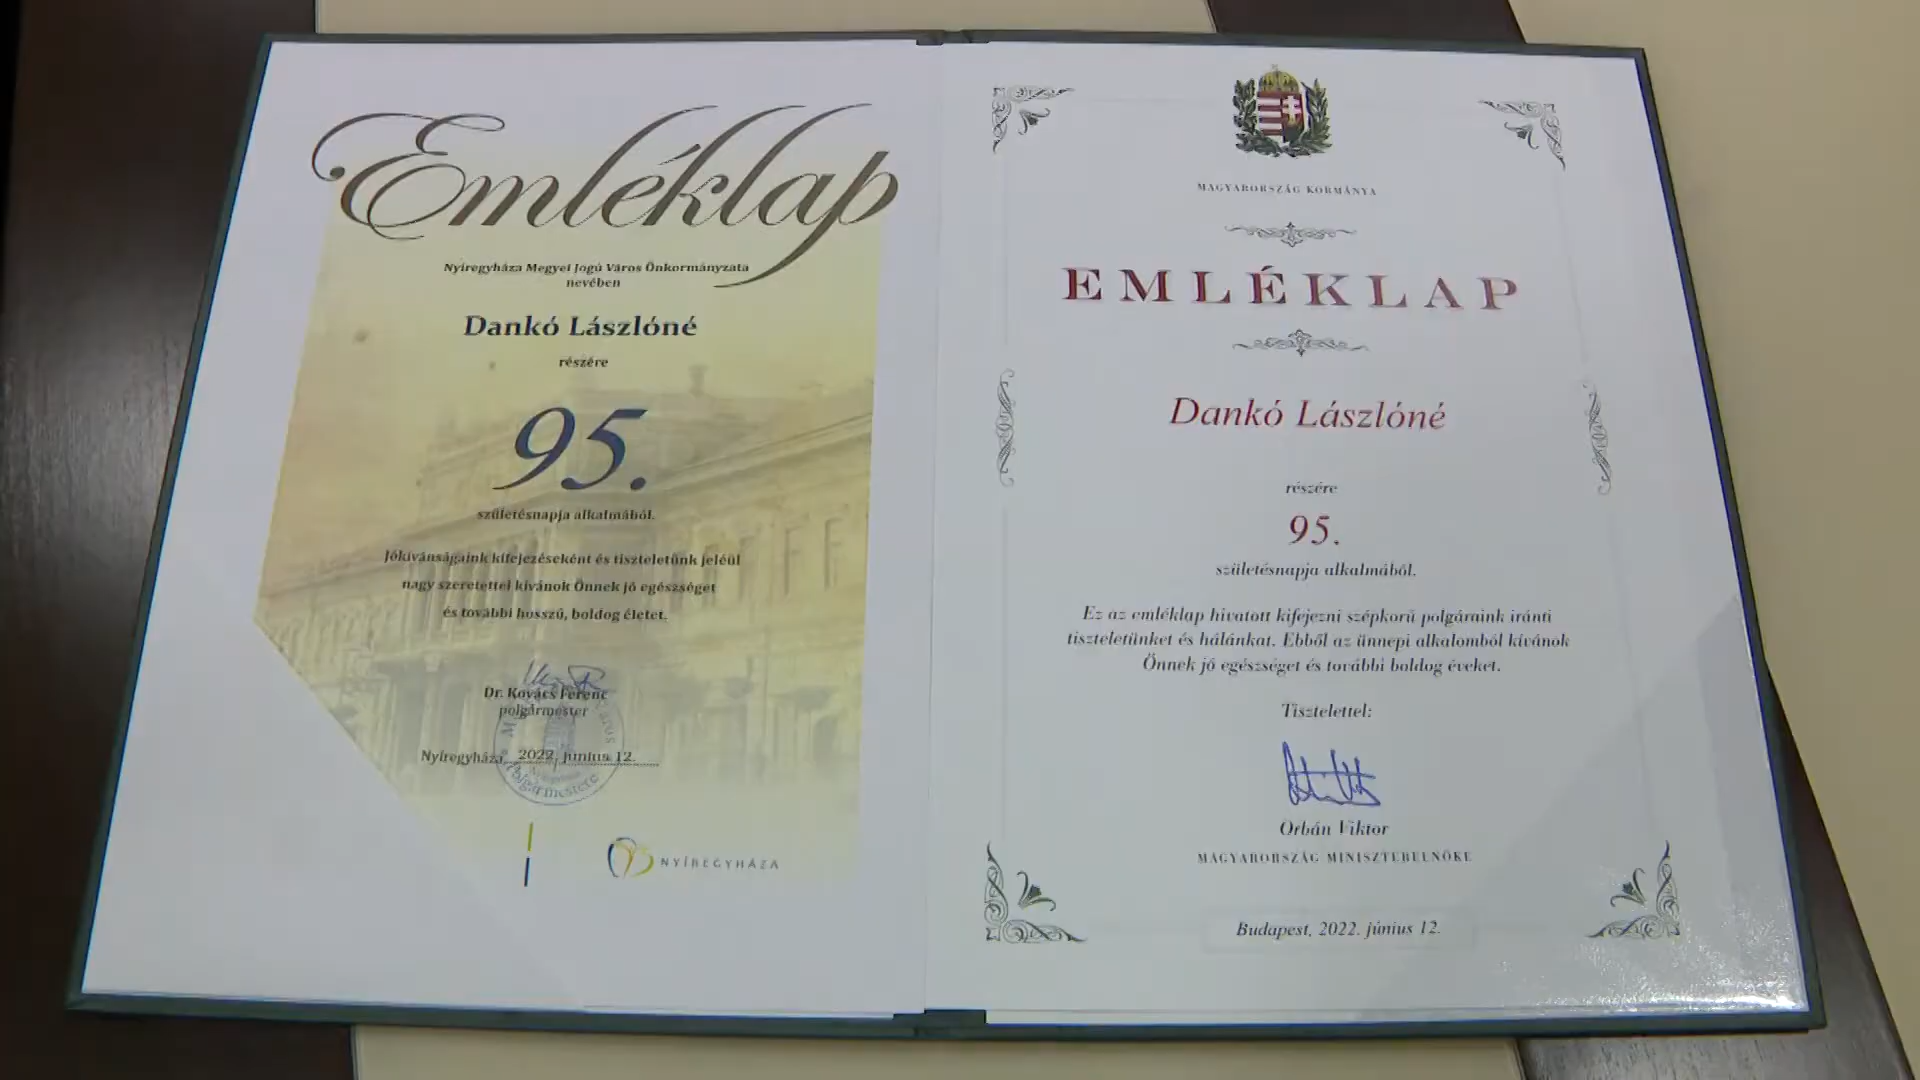 Emléklap
Nyíregyháza Megyei Jogú Város Önkormányzata
nevében
Dankó Lászlóné
részére
95.
születésnapja alkalmából.
Jókívánságaink kifejezéseként és tiszteletünk jeléül
nagy szeretettel kívánok Önnek jó egészséget
és további hosszú, boldog életet.
Dr. Kovács Ferenc
polgármester
Nyíregyháza, 2022. június 12.
Polgármestere
NYÍREGYHÁZA
MAGYARORSZÁG KORMÁNYA
EMLÉKLAP
Dankó Lászlóné
részére
95.
születésnapja alkalmából.
Ez az emléklap hivatott kifejezni szépkorú polgáraink iránti
tiszteletünket és hálánkat. Ebből az ünnepi alkalomból kívánok
Önnek jó egészséget és további boldog éveket.
Tisztelettel:
Orbán Viktor
MAGYARORSZÁG MINISZTERELNÖKE
Budapest, 2022. június 12.